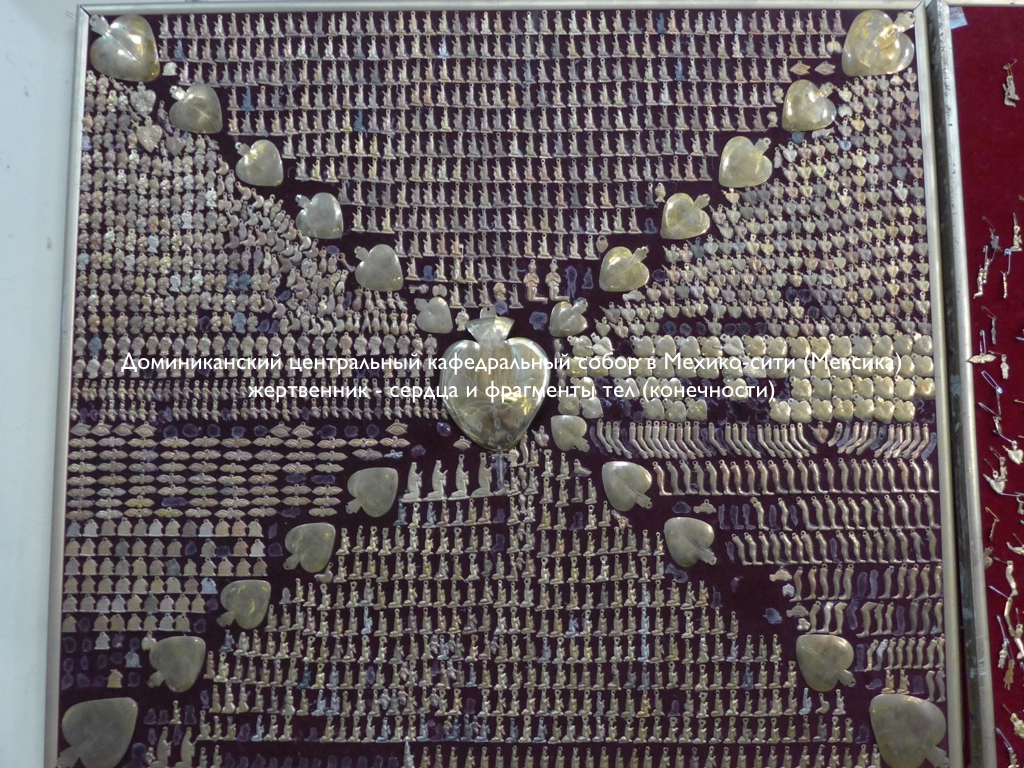 Доминиканский центральный кафедральный собор в Мехико-сити (Мексика)
жертвенник - сердца и фрагменты тел (конечности)